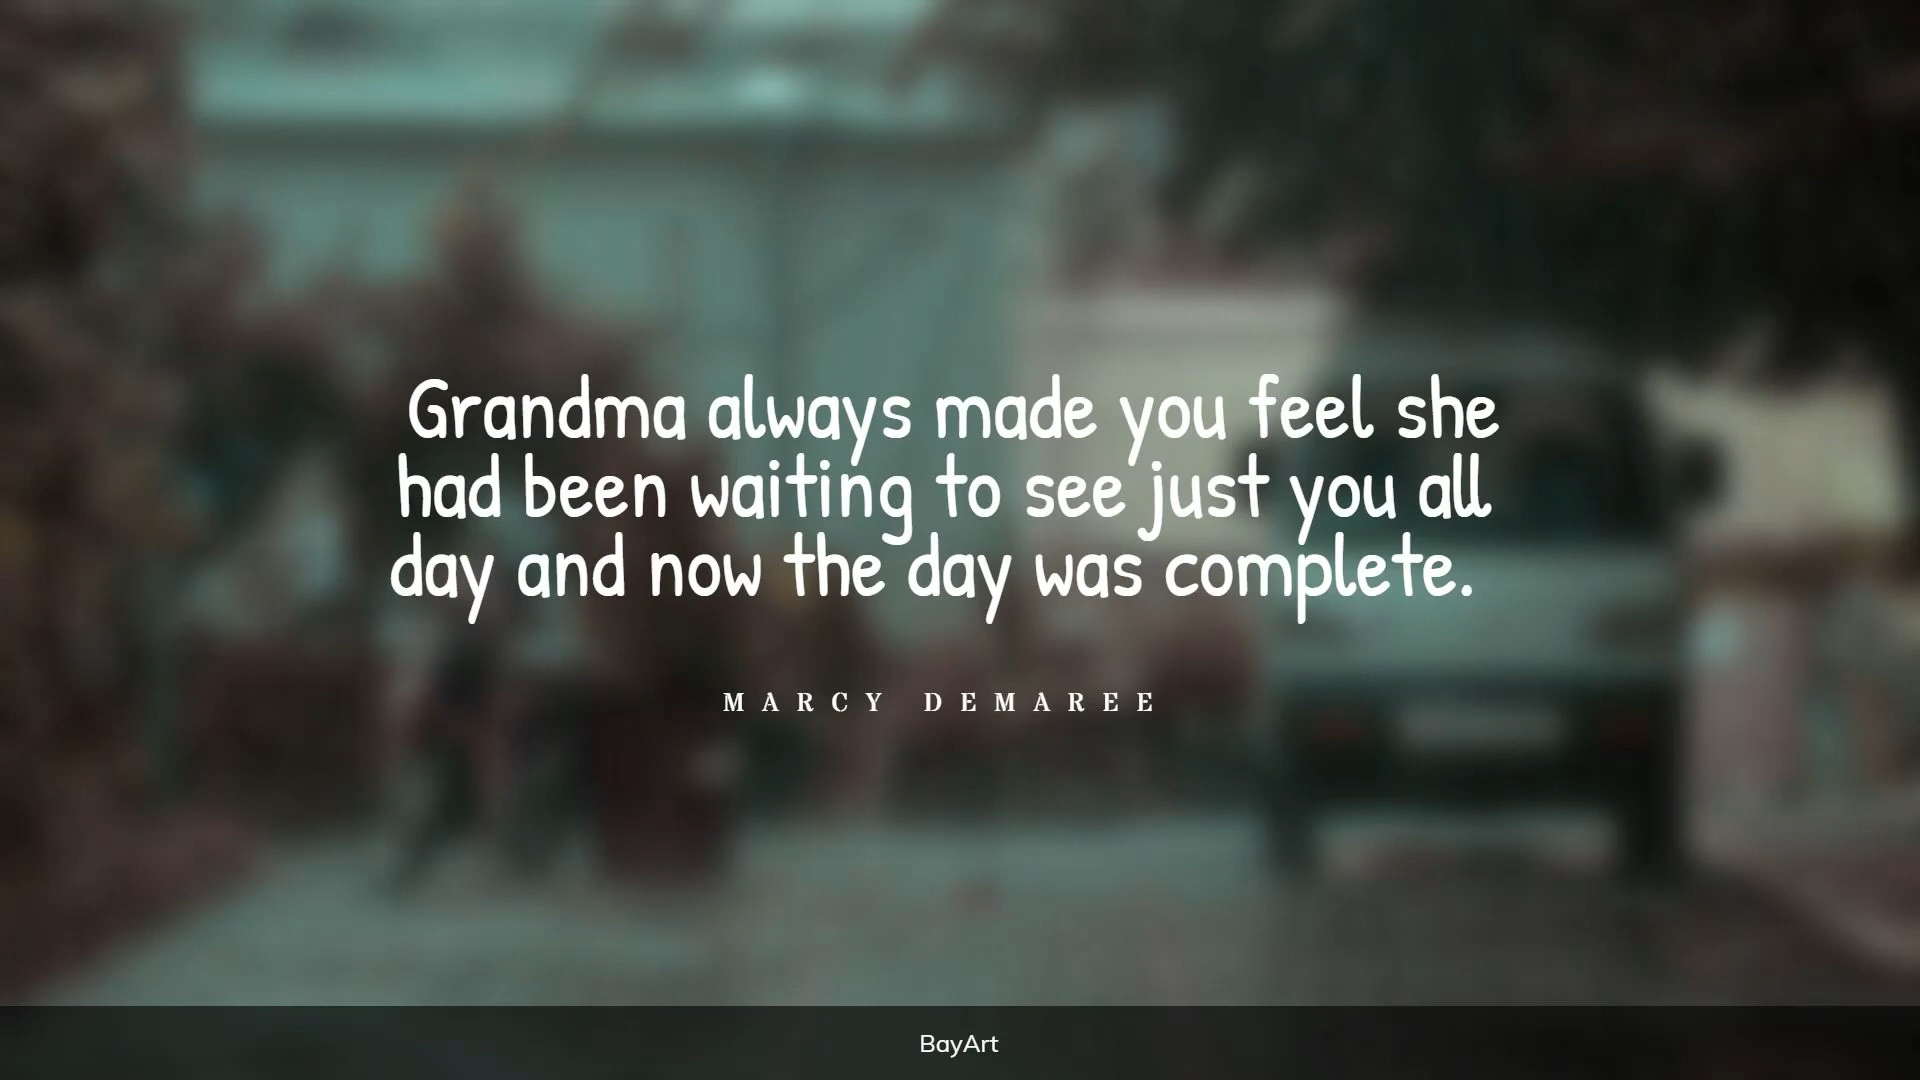 Grandma always made you feel she
had been waiting to see just you all
day and now the day was complete.
MARCY DEMAREE
BayArt